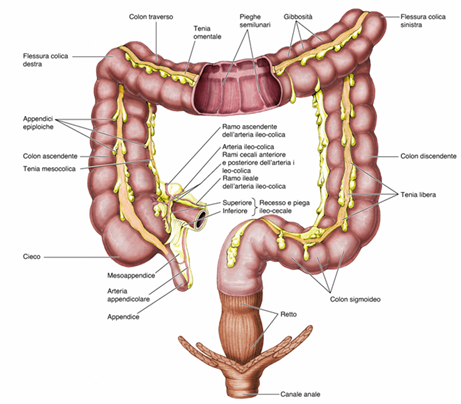 Colon traverso
Tenia
omentale
Pieghe
semilunari
Gibbosità
Flessura colica
sinistra
Flessura colica
destra
Appendici
epiploiche
Colon ascendente
Tenia mesocolica
Ramo ascendente
dell'arteria ileo-colica
Arteria ileo-colica
Rami cecali anteriore
e posteriore dell'arteria i
leo-colica
Ramo ileale
dell'arteria ileo-colica
Superiore
Inferiore
Recesso e piega
ileo-cecale
Colon discendente
Tenia libera
Cieco
Mesoappendice
Arteria
appendicolare
Appendice
Colon sigmoideo
Retto
Canale anale